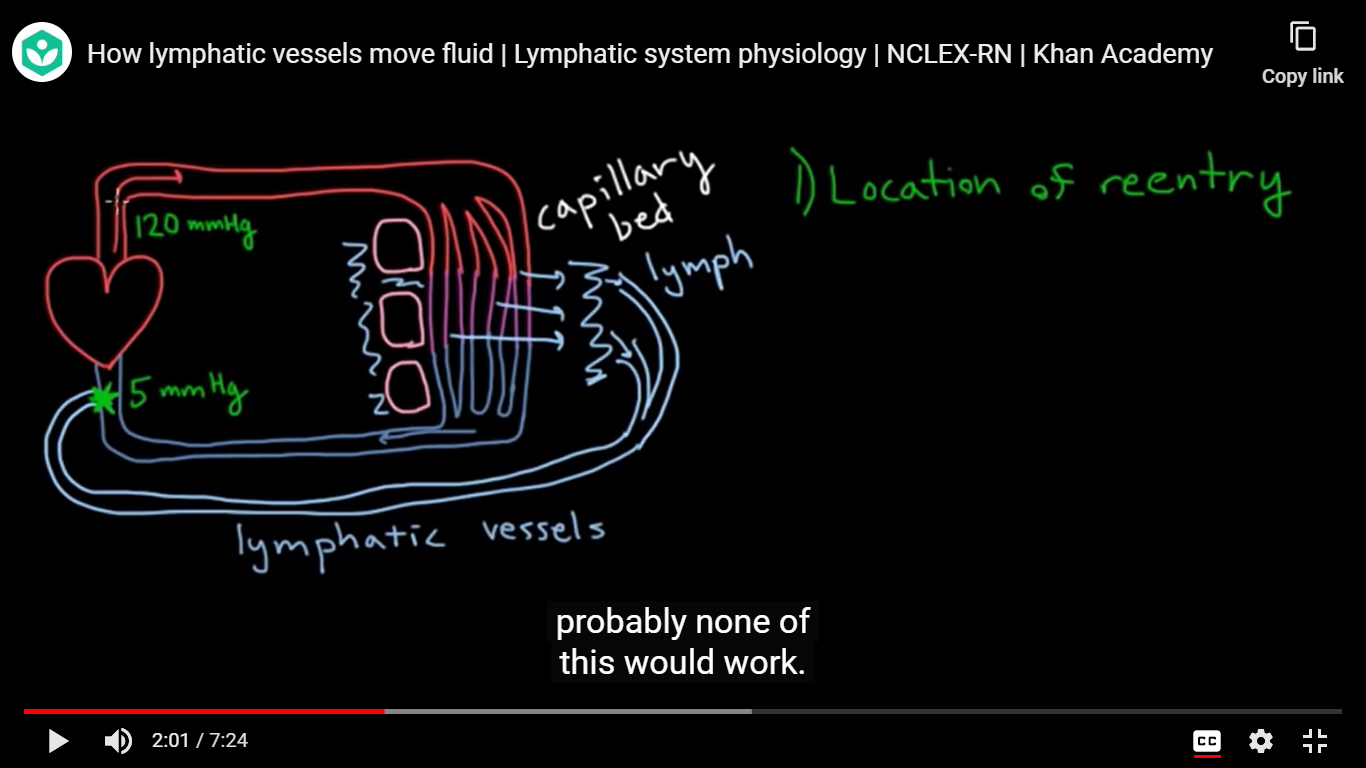 How lymphatic vessels move fluid | Lymphatic system physiology | NCLEX-RN | Khan Academy
Copy link
capillary
bed
1) Location of reentry
120 mmHg
lymph
5 mmHg
lymphatic vessels
probably none of
this would work.
2:01 / 7:24
CC